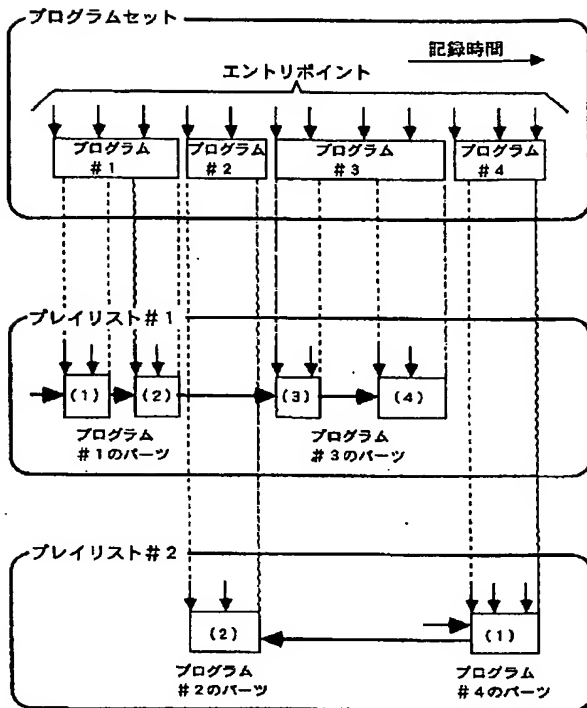 プログラムセット
記録時間
エントリポイント
プログラム
#1
プログラム
#2
プログラム
#3
プログラム
#4
プレイリスト#1
(1)
(2)
(3)
(4)
プログラム
#1のパーツ
プログラム
#3のパーツ
プレイリスト#2
(2)
(1)
プログラム
#2のパーツ
プログラム
#4のパーツ